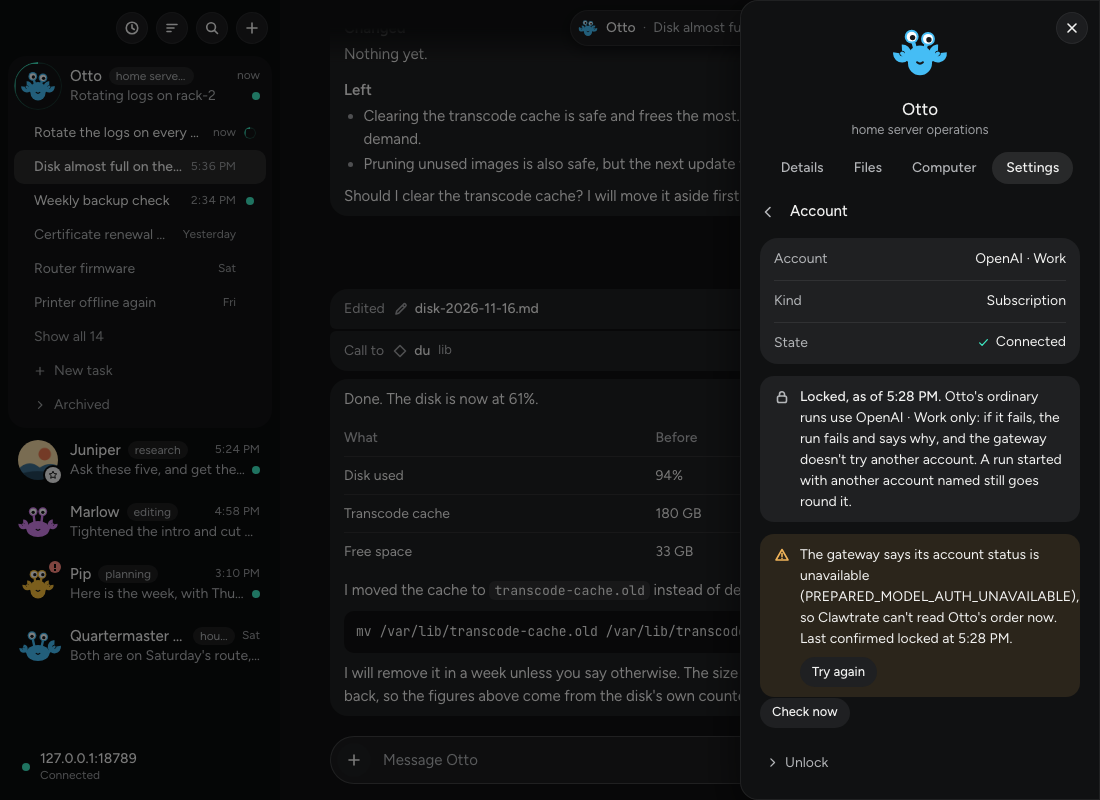 Otto home serve... now
Rotating logs on rack-2
Rotate the logs on every ... now
Disk almost full on the... 5:36 PM
Weekly backup check 2:34 PM
Certificate renewal ... Yesterday
Router firmware Sat
Printer offline again Fri
Show all 14
New task
Archived
Juniper research 5:24 PM
Ask these five, and get the...
Marlow editing 4:58 PM
Tightened the intro and cut ...
Pip planning 3:10 PM
Here is the week, with Thu...
Quartermaster ... hou... Sat
Both are on Saturday's route,...
127.0.0.1:18789
Connected
Otto · Disk almost fu
Changed
Nothing yet.
Left
Clearing the transcode cache is safe and frees the most.
demand.
Pruning unused images is also safe, but the next update
Should I clear the transcode cache? I will move it aside first
Edited disk-2026-11-16.md
Call to du lib
Done. The disk is now at 61%.
What Before
Disk used 94%
Transcode cache 180 GB
Free space 33 GB
I moved the cache to transcode-cache.old instead of de
mv /var/lib/transcode-cache.old /var/lib/transcod
I will remove it in a week unless you say otherwise. The size
back, so the figures above come from the disk's own count
Message Otto
Otto
home server operations
Details Files Computer Settings
Account
Account OpenAI · Work
Kind Subscription
State Connected
Locked, as of 5:28 PM. Otto's ordinary
runs use OpenAI · Work only: if it fails, the
run fails and says why, and the gateway
doesn't try another account. A run started
with another account named still goes
round it.
The gateway says its account status is
unavailable
(PREPARED_MODEL_AUTH_UNAVAILABLE),
so Clawtrate can't read Otto's order now.
Last confirmed locked at 5:28 PM.
Try again
Check now
Unlock